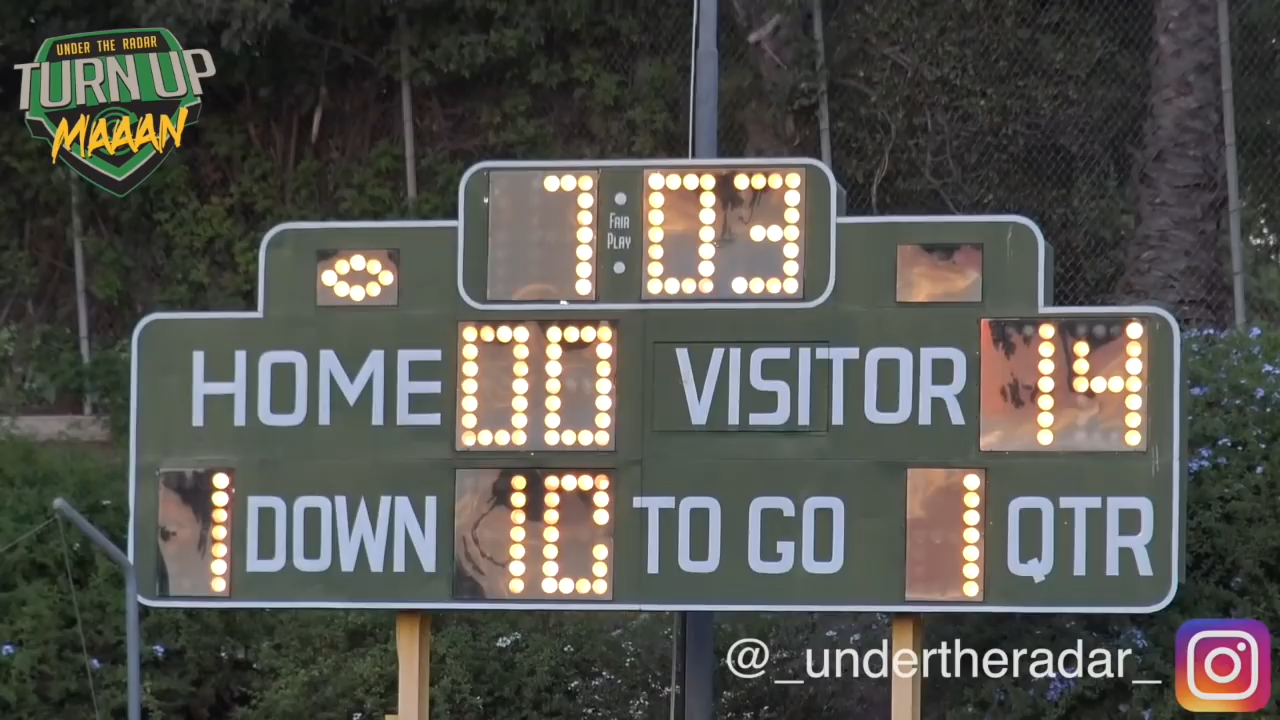 UNDER THE RADAR
TURN UP
MAAAN
7 03
FAIR
PLAY
HOME 00 VISITOR 14
1 DOWN 10 TO GO 1 QTR
@_undertheradar_